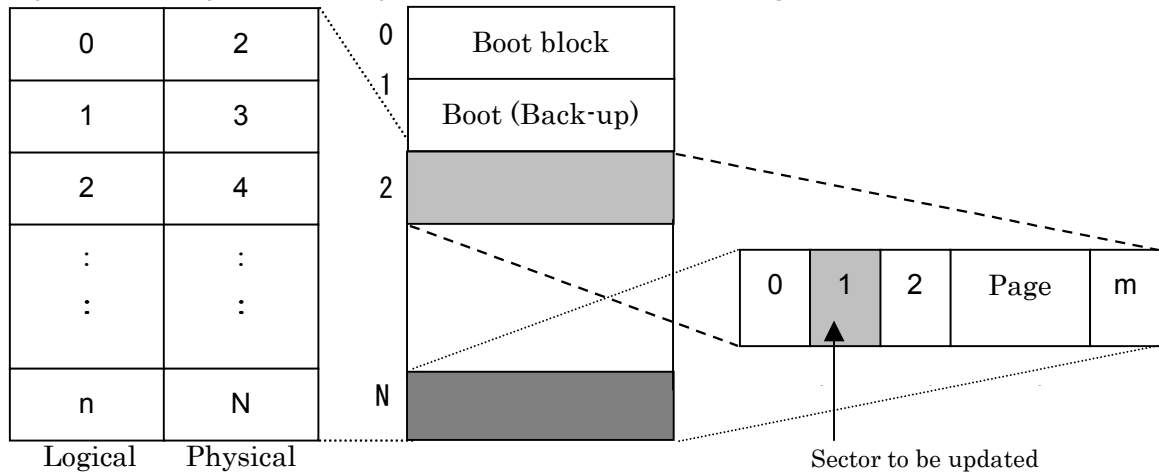 0 2
1 3
2 4
: :
: :
n N
Logical Physical
0 Boot block
1 Boot (Back-up)
2
N
0 1 2 Page m
Sector to be updated